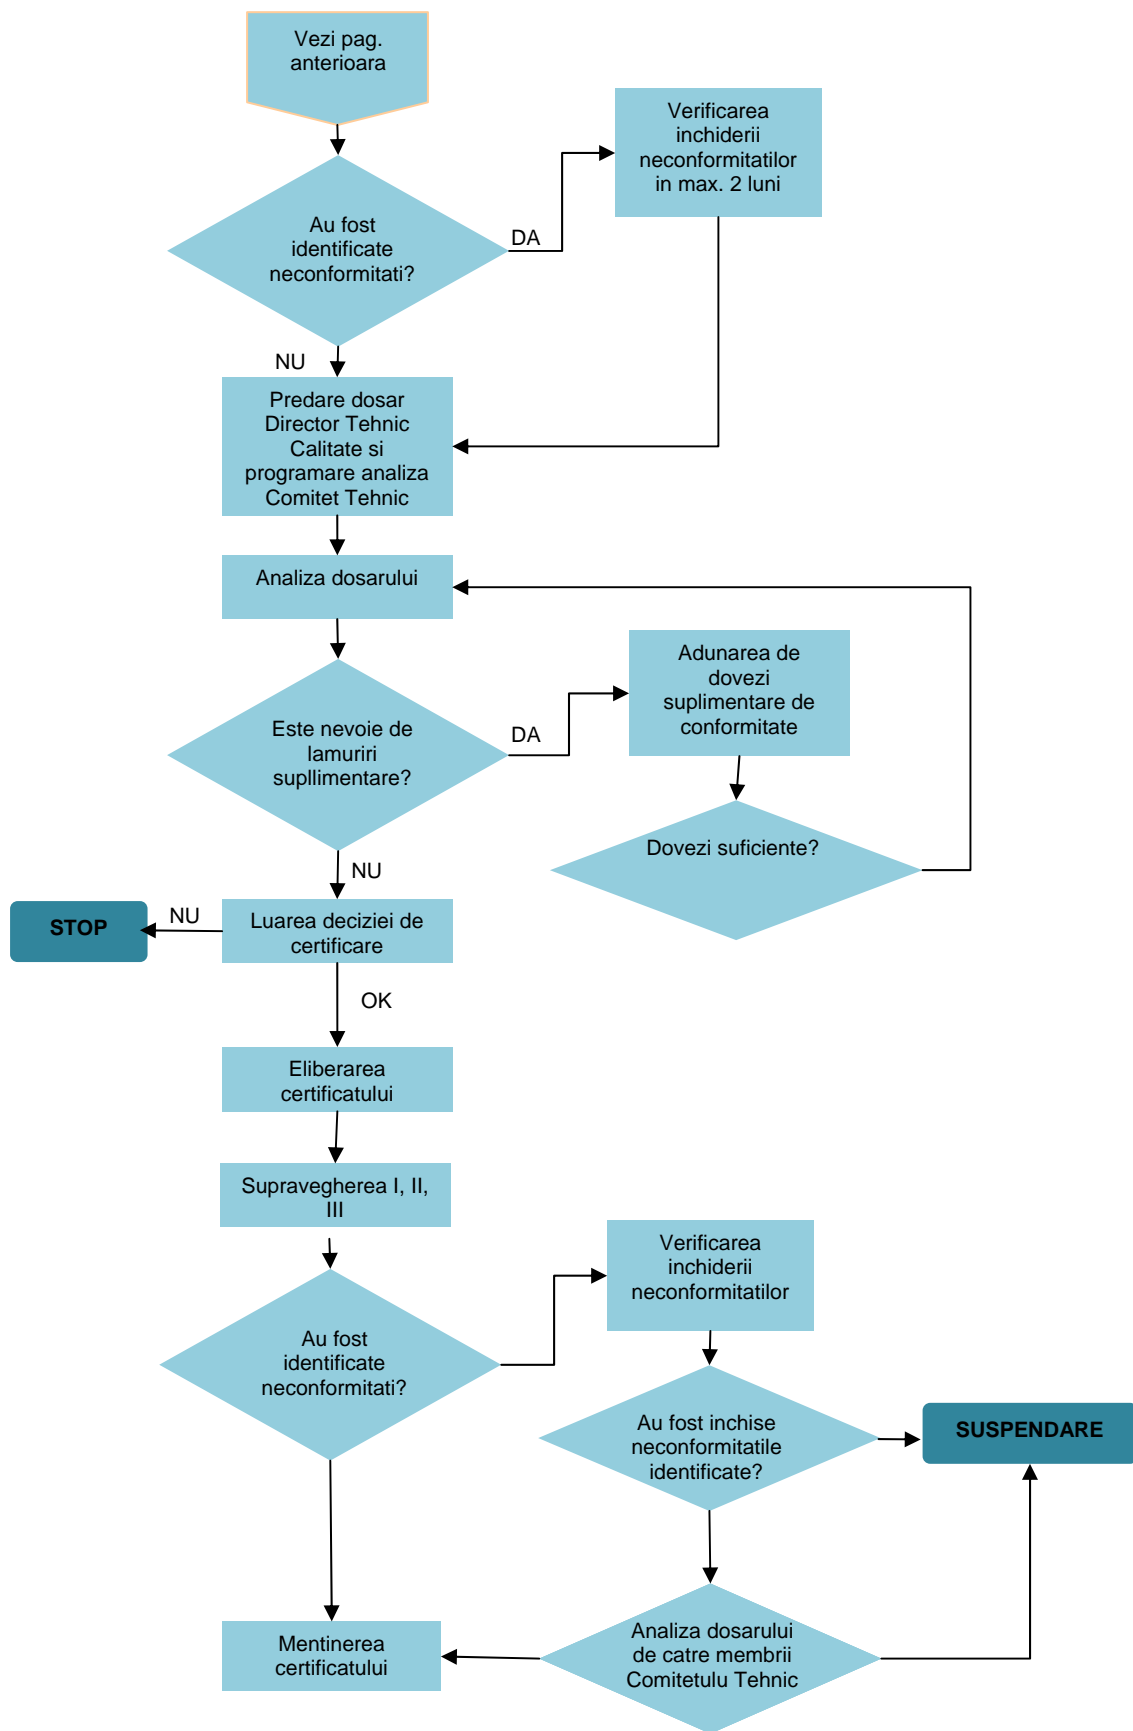 Vezi pag.
anterioara
Verificarea
inchiderii
neconformitatilor
in max. 2 luni
Au fost
identificate
neconformitati?
DA
NU
Predare dosar
Director Tehnic
Calitate si
programare analiza
Comitet Tehnic
Analiza dosarului
Adunarea de
dovezi
suplimentare de
conformitate
Este nevoie de
lamuriri
supllimentare?
DA
Dovezi suficiente?
NU
STOP
NU
Luarea deciziei de
certificare
OK
Eliberarea
certificatului
Supravegherea I, II,
III
Verificarea
inchiderii
neconformitatilor
Au fost
identificate
neconformitati?
Au fost inchise
neconformitatile
identificate?
SUSPENDARE
Mentinerea
certificatului
Analiza dosarului
de catre membrii
Comitetulu Tehnic